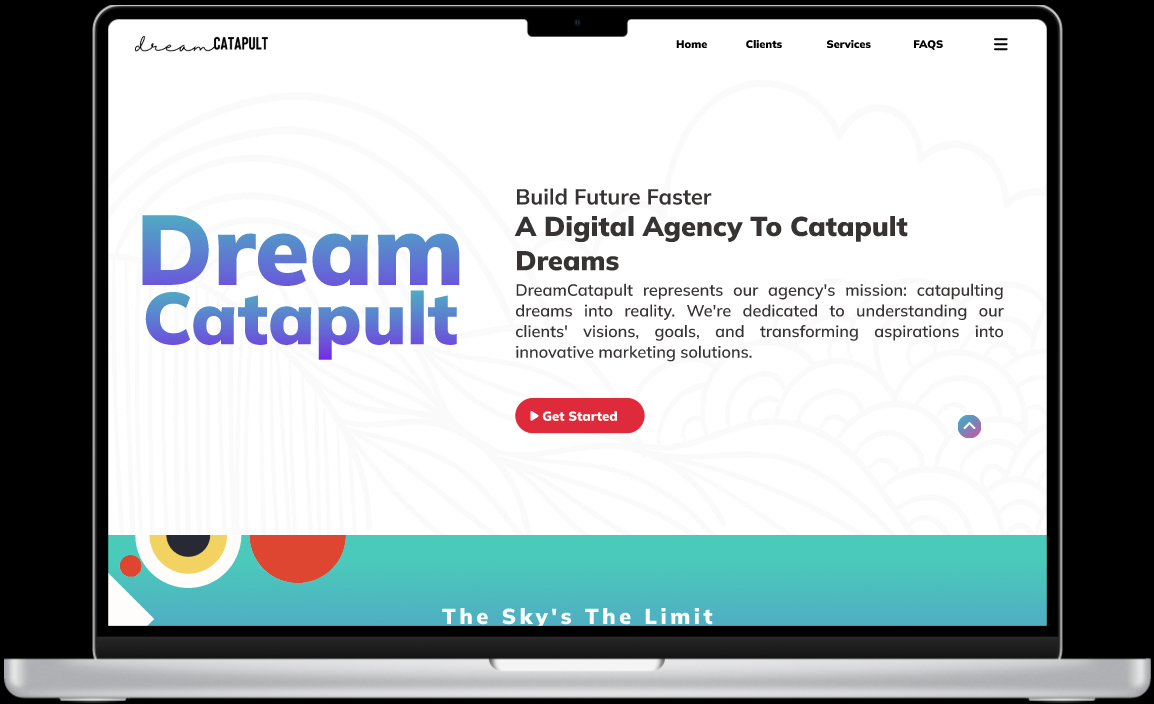 dreamCATAPULT
Home Clients Services FAQS
Dream
Catapult
Build Future Faster
A Digital Agency To Catapult
Dreams
DreamCatapult represents our agency's mission: catapulting
dreams into reality. We're dedicated to understanding our
clients' visions, goals, and transforming aspirations into
innovative marketing solutions.
Get Started
The Sky's The Limit